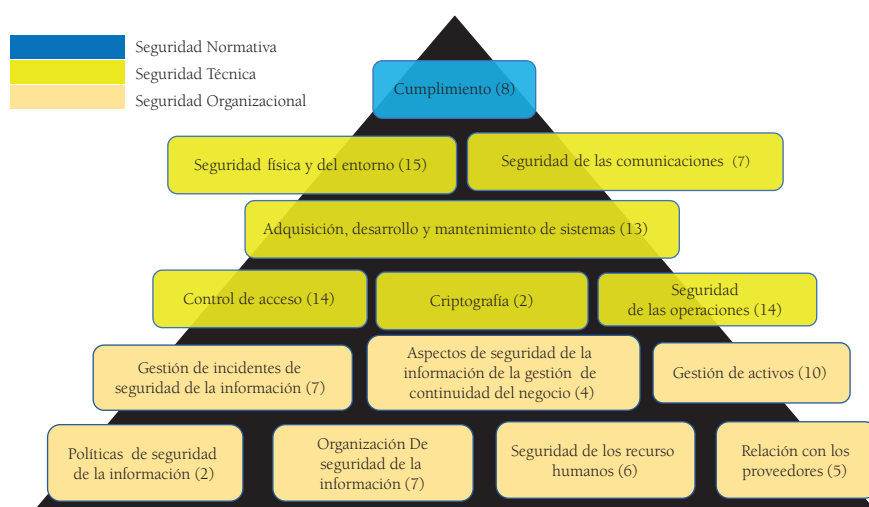 Seguridad Normativa
Seguridad Técnica
Seguridad Organizacional
Cumplimiento (8)
Seguridad física y del entorno (15)
Seguridad de las comunicaciones (7)
Adquisición, desarrollo y mantenimiento de sistemas (13)
Control de acceso (14)
Criptografía (2)
Seguridad
de las operaciones (14)
Gestión de incidentes de
seguridad de la información (7)
Aspectos de seguridad de la
información de la gestión de
continuidad del negocio (4)
Gestión de activos (10)
Políticas de seguridad
de la información (2)
Organización De
seguridad de la
información (7)
Seguridad de los recurso
humanos (6)
Relación con los
proveedores (5)